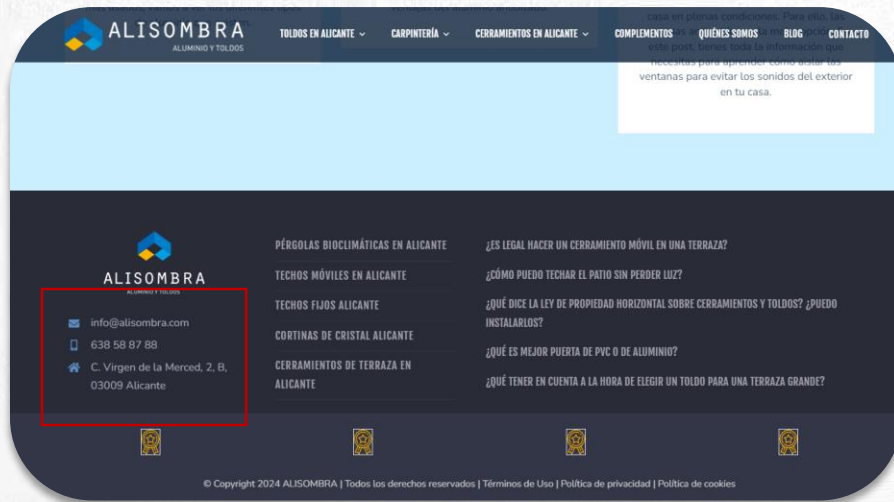 ALISOMBRA
ALUMINIO Y TOLDOS
TOLDOS EN ALICANTE
CARPINTERÍA
CERRAMIENTOS EN ALICANTE
COMPLEMENTOS
QUIÉNES SOMOS
BLOG
CONTACTO
casa en plenas condiciones. Para ello, las
este post, tienes toda la información que
necesitas para aprender cómo aislar las
ventanas para evitar los sonidos del exterior
en tu casa.
ALISOMBRA
ALUMINIO Y TOLDOS
info@alisombra.com
638 58 87 88
C. Virgen de la Merced, 2, B,
03009 Alicante
PÉRGOLAS BIOCLIMÁTICAS EN ALICANTE
TECHOS MÓVILES EN ALICANTE
TECHOS FIJOS ALICANTE
CORTINAS DE CRISTAL ALICANTE
CERRAMIENTOS DE TERRAZA EN
ALICANTE
¿ES LEGAL HACER UN CERRAMIENTO MÓVIL EN UNA TERRAZA?
¿CÓMO PUEDO TECHAR EL PATIO SIN PERDER LUZ?
¿QUÉ DICE LA LEY DE PROPIEDAD HORIZONTAL SOBRE CERRAMIENTOS Y TOLDOS? ¿PUEDO
INSTALARLOS?
¿QUÉ ES MEJOR PUERTA DE PVC O DE ALUMINIO?
¿QUÉ TENER EN CUENTA A LA HORA DE ELEGIR UN TOLDO PARA UNA TERRAZA GRANDE?
© Copyright 2024 ALISOMBRA | Todos los derechos reservados | Términos de Uso | Política de privacidad | Política de cookies